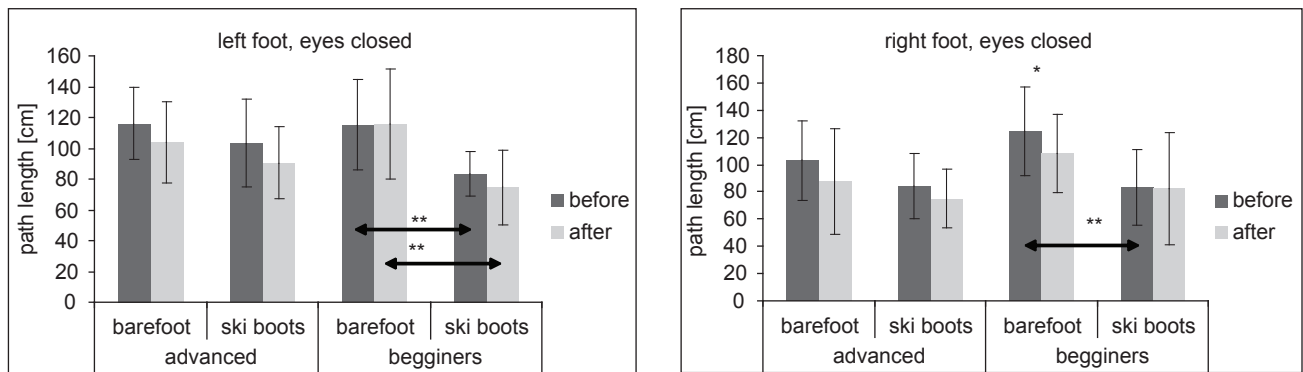 left foot, eyes closed
path length [cm]
160
140
120
100
80
60
40
20
0
**
**
before
after
barefoot ski boots barefoot ski boots
advanced begginers
right foot, eyes closed
path length [cm]
180
160
140
120
100
80
60
40
20
0
*
**
before
after
barefoot ski boots barefoot ski boots
advanced begginers